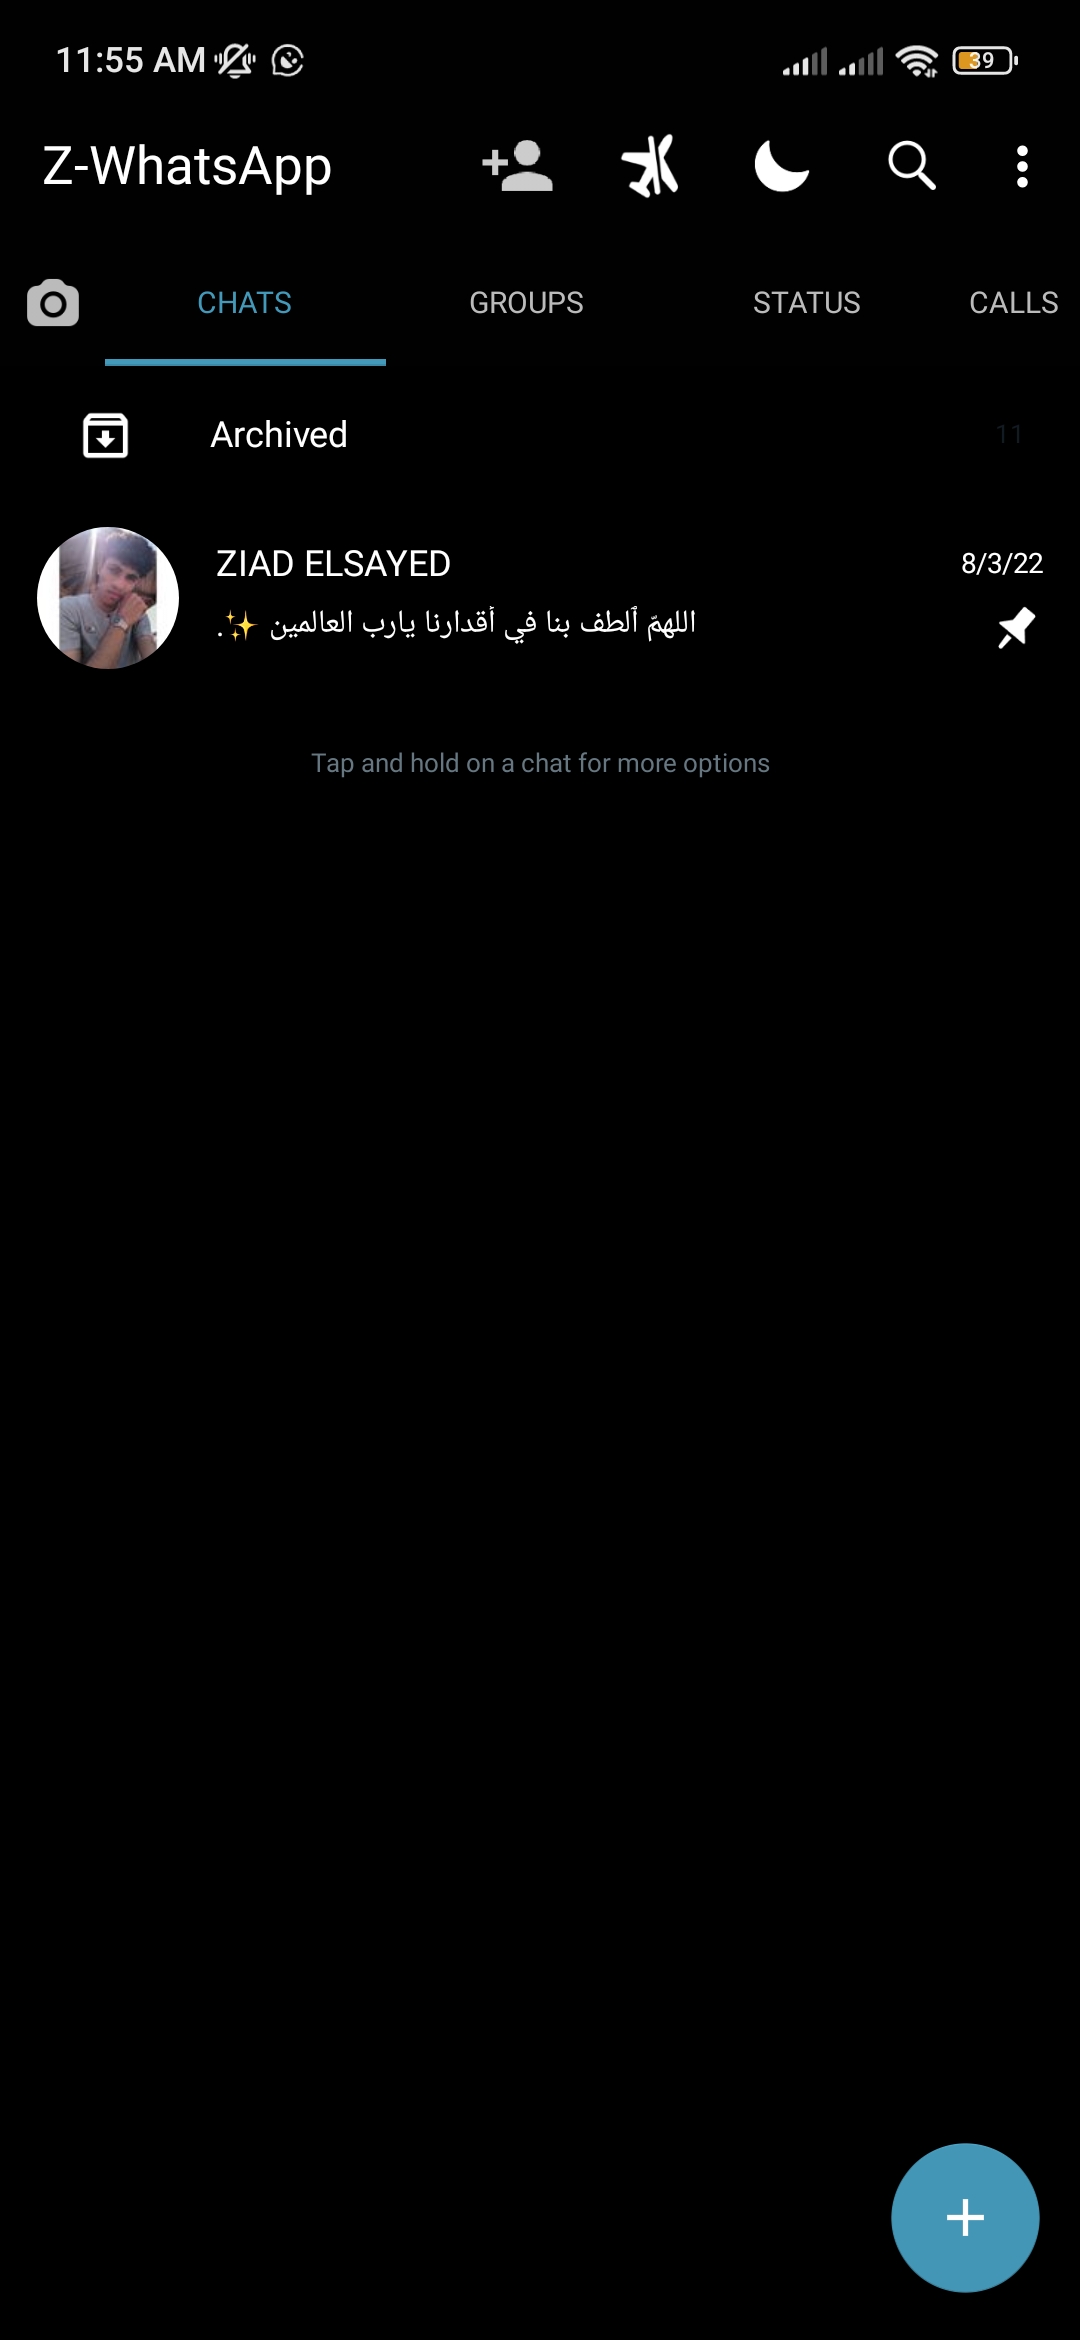 11:55 AM
39
Z-WhatsApp
CHATS GROUPS STATUS CALLS
Archived 11
ZIAD ELSAYED 8/3/22
اللهمّ ٱلطف بنا في أقدارنا يارب العالمين ✨.
Tap and hold on a chat for more options